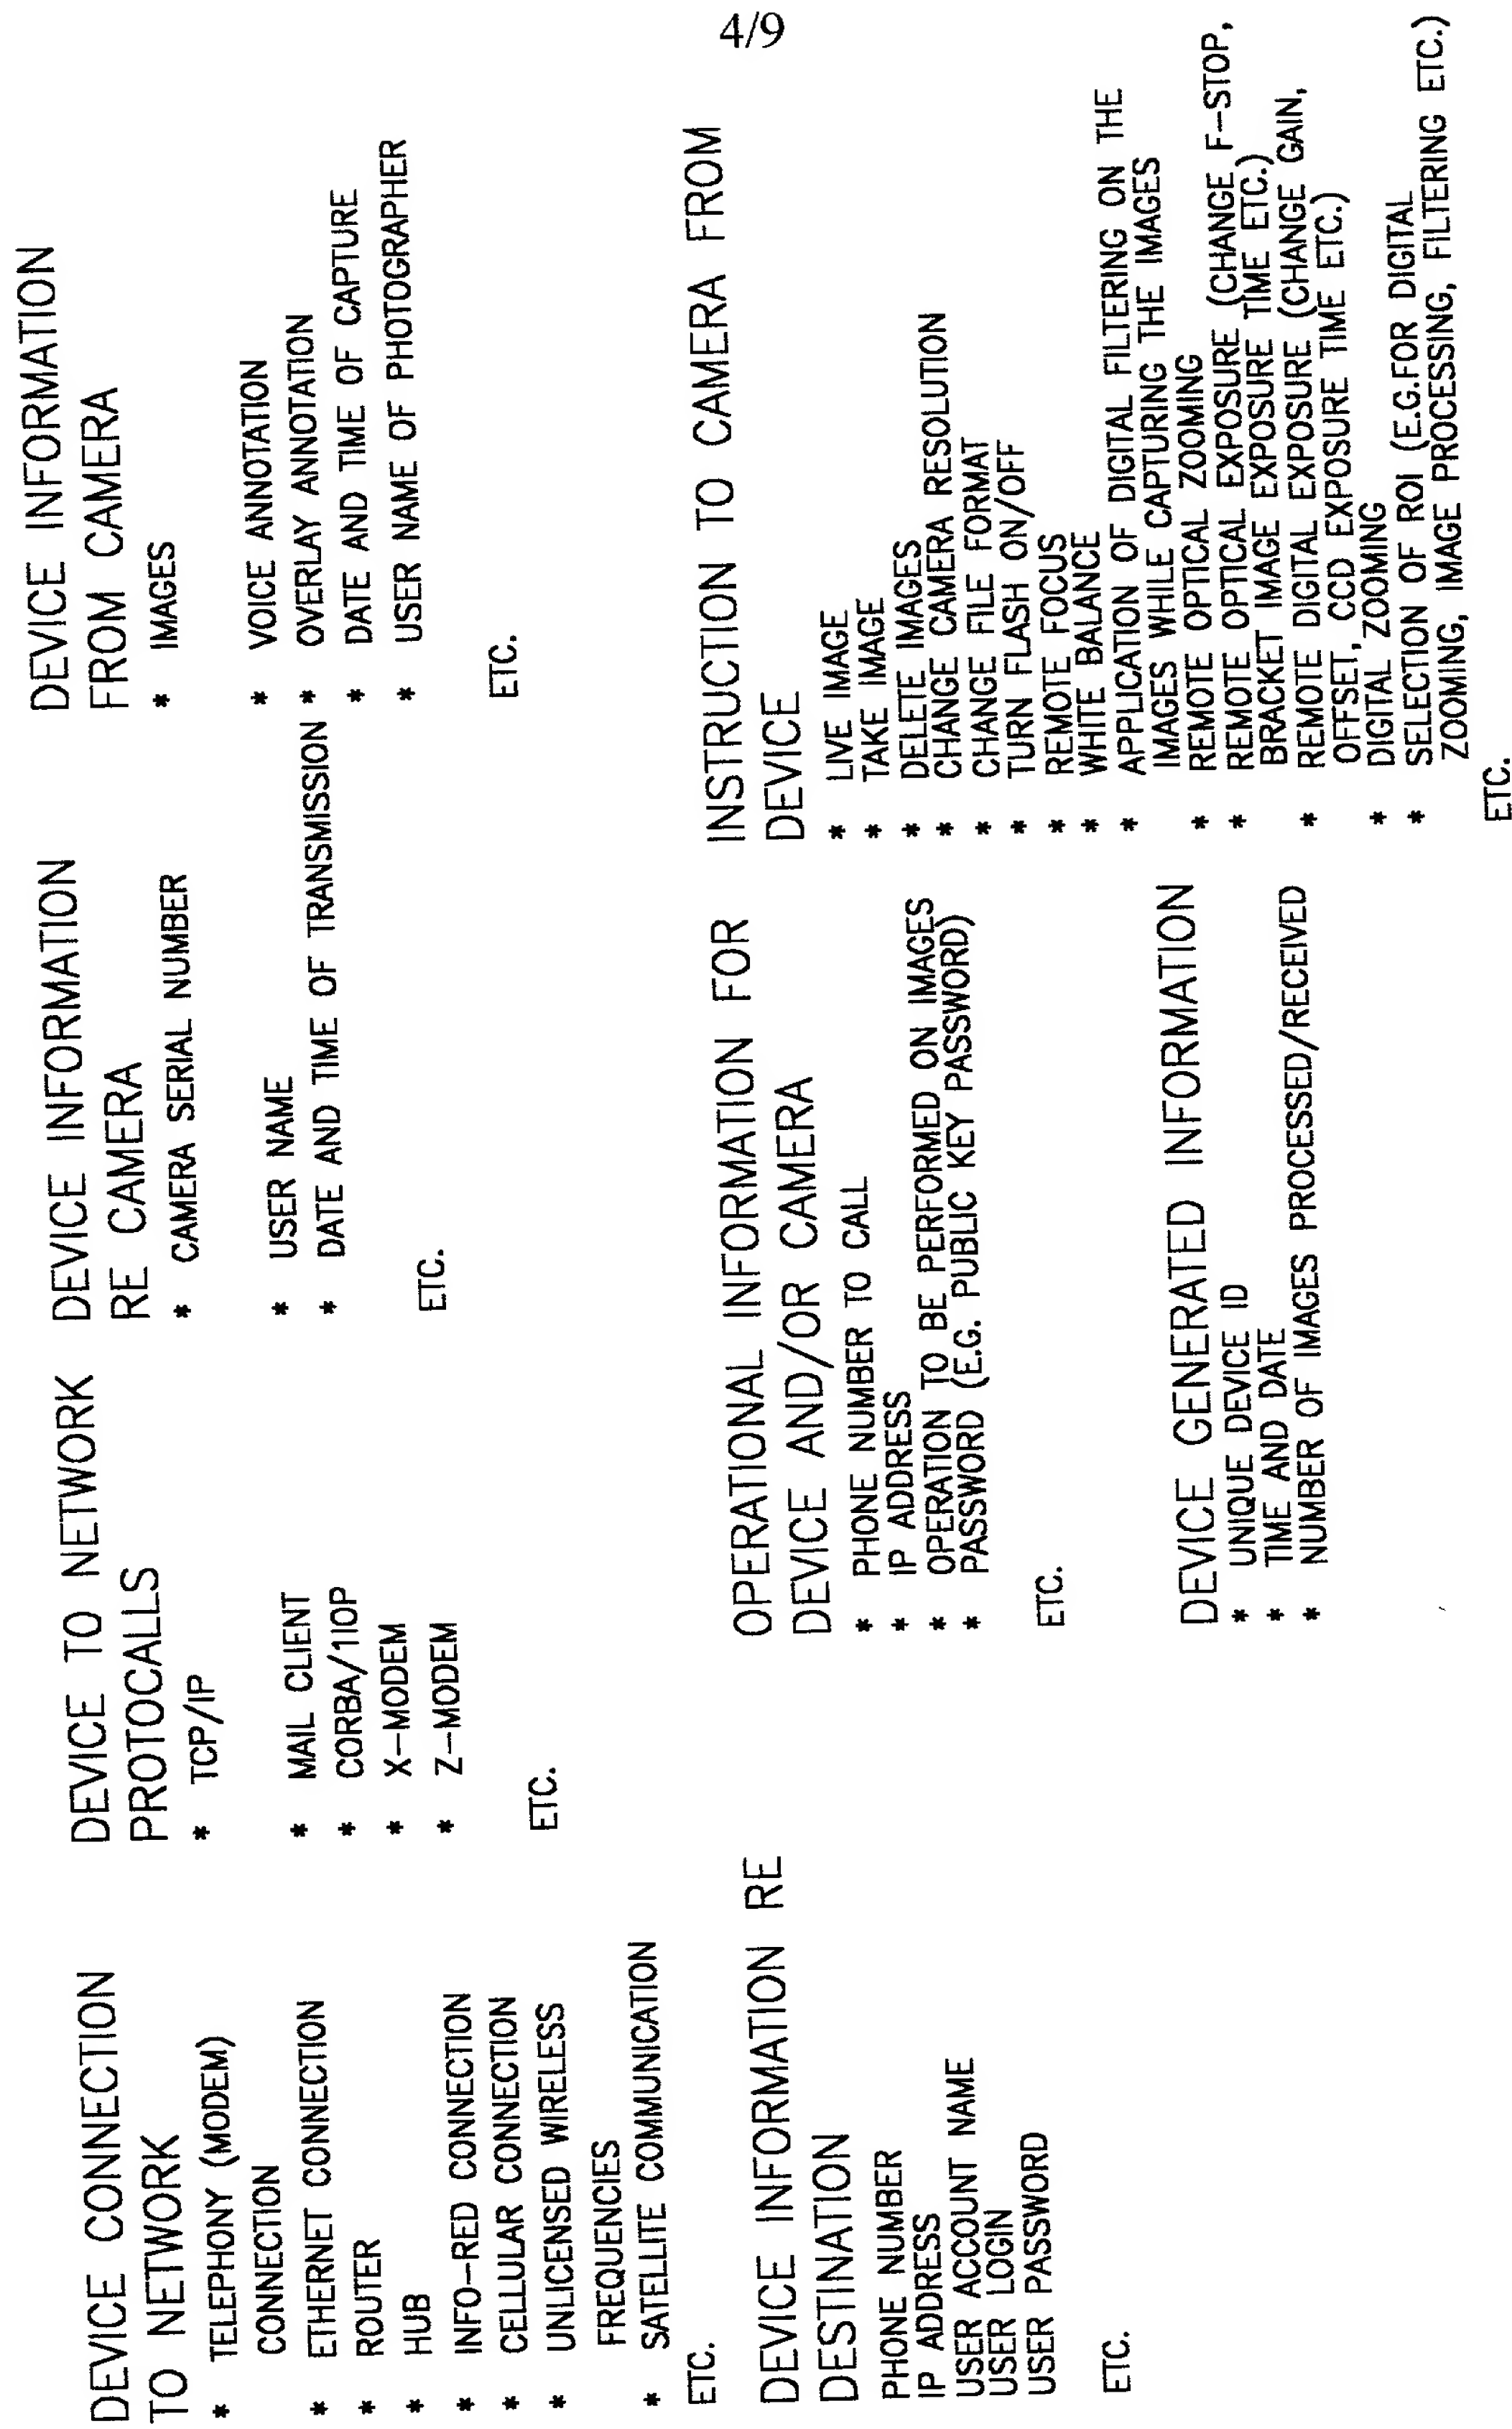 4/9
DEVICE CONNECTION
TO NETWORK
* TELEPHONY (MODEM)
CONNECTION
* ETHERNET CONNECTION
* ROUTER
* HUB
* INFO-RED CONNECTION
* CELLULAR CONNECTION
* UNLICENSED WIRELESS
FREQUENCIES
* SATELLITE COMMUNICATION
ETC.
DEVICE TO NETWORK
PROTOCALLS
* TCP/IP
* MAIL CLIENT
* CORBA/1IOP
* X-MODEM
* Z-MODEM
ETC.
DEVICE INFORMATION
RE CAMERA
* CAMERA SERIAL NUMBER
* USER NAME
* DATE AND TIME OF TRANSMISSION
ETC.
DEVICE INFORMATION
FROM CAMERA
* IMAGES
* VOICE ANNOTATION
* OVERLAY ANNOTATION
* DATE AND TIME OF CAPTURE
* USER NAME OF PHOTOGRAPHER
ETC.
DEVICE INFORMATION RE
DESTINATION
PHONE NUMBER
IP ADDRESS
USER ACCOUNT NAME
USER LOGIN
USER PASSWORD
ETC.
OPERATIONAL INFORMATION FOR
DEVICE AND/OR CAMERA
* PHONE NUMBER TO CALL
* IP ADDRESS
* OPERATION TO BE PERFORMED ON IMAGES
* PASSWORD (E.G. PUBLIC KEY PASSWORD)
ETC.
DEVICE GENERATED INFORMATION
* UNIQUE DEVICE ID
* TIME AND DATE
* NUMBER OF IMAGES PROCESSED/RECEIVED
INSTRUCTION TO CAMERA FROM
DEVICE
* LIVE IMAGE
* TAKE IMAGE
* DELETE IMAGES
* CHANGE CAMERA RESOLUTION
* CHANGE FILE FORMAT
* TURN FLASH ON/OFF
* REMOTE FOCUS
* WHITE BALANCE
* APPLICATION OF DIGITAL FILTERING ON THE
IMAGES WHILE CAPTURING THE IMAGES
* REMOTE OPTICAL ZOOMING
* REMOTE OPTICAL EXPOSURE (CHANGE F-STOP,
BRACKET IMAGE EXPOSURE TIME ETC.)
* REMOTE DIGITAL EXPOSURE (CHANGE GAIN,
OFFSET, CCD EXPOSURE TIME ETC.)
* DIGITAL ZOOMING
* SELECTION OF ROI (E.G.FOR DIGITAL
ZOOMING, IMAGE PROCESSING, FILTERING ETC.)
ETC.